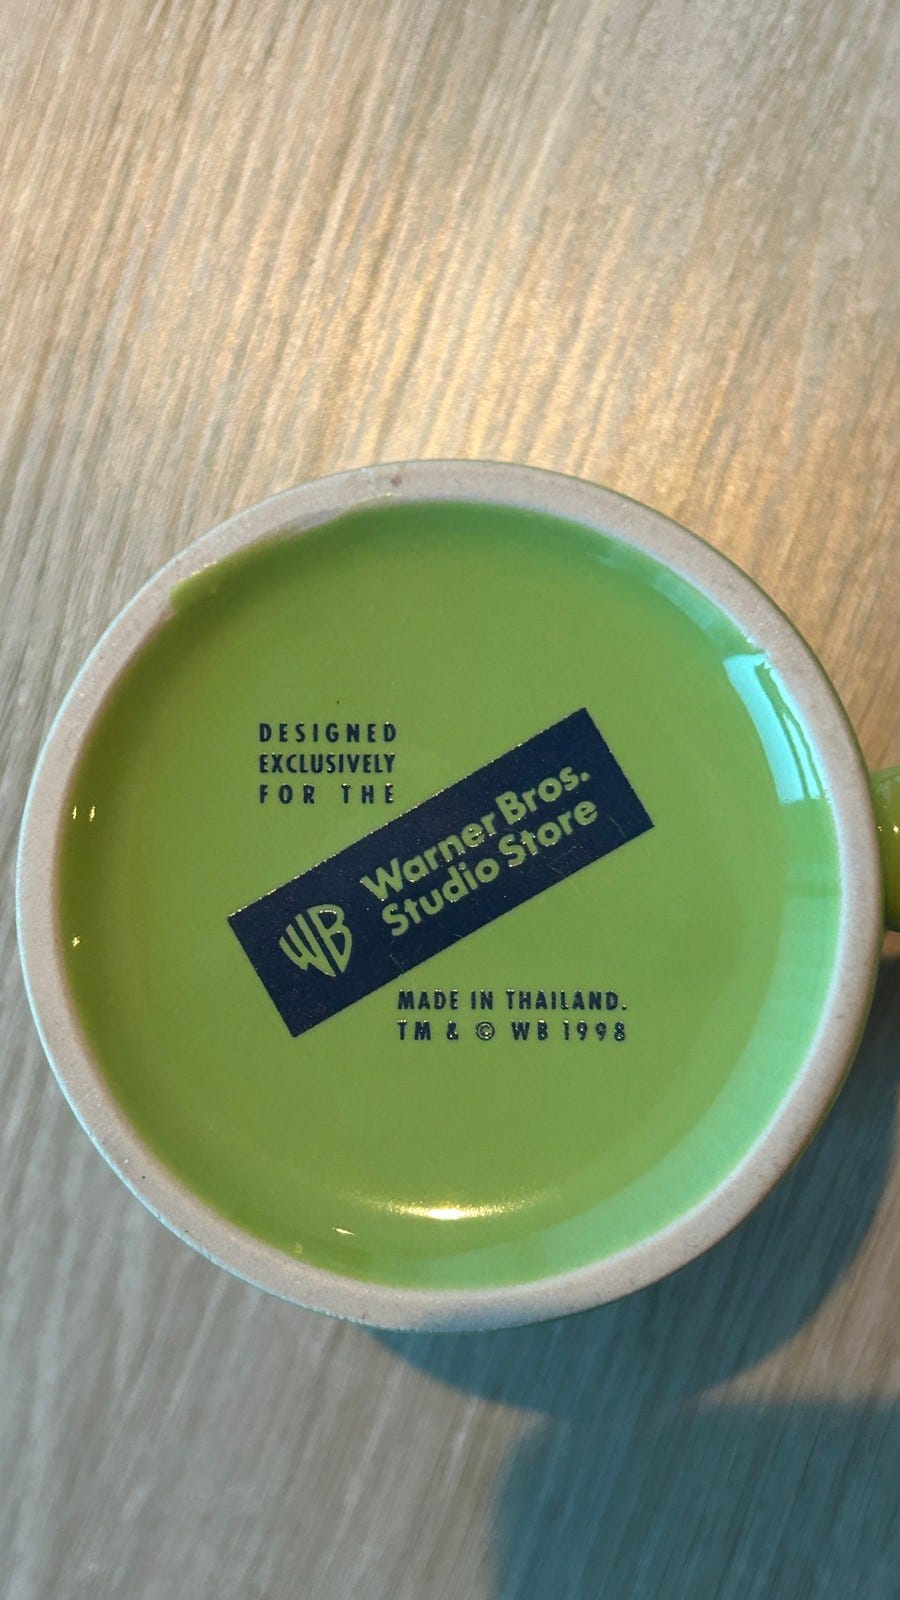 DESIGNED
EXCLUSIVELY
FOR THE
WB
Warner Bros.
Studio Store
MADE IN THAILAND.
TM & © WB 1998